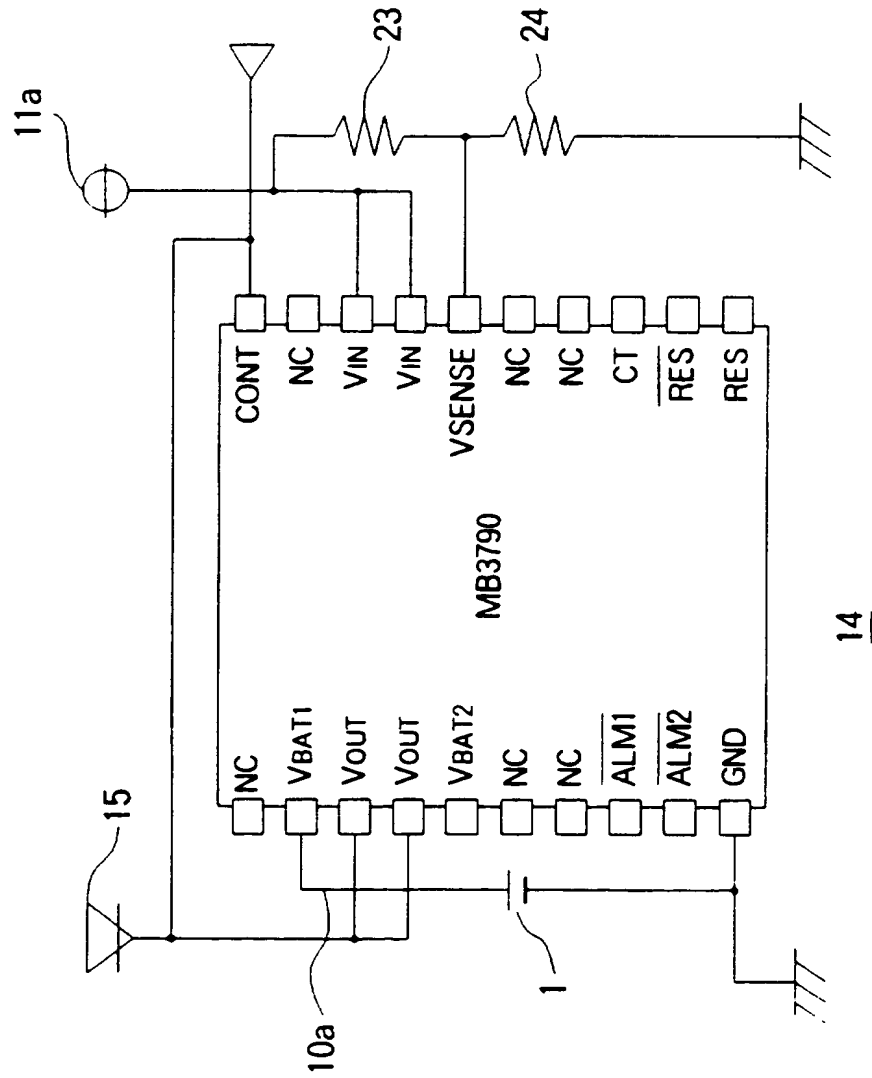 11a
23
24
15
10a
1
NC
VBAT1
VOUT
VOUT
VBAT2
NC
NC
ALM1
ALM2
GND
MB3790
CONT
NC
VIN
VIN
VSENSE
NC
NC
CT
RES
RES
14